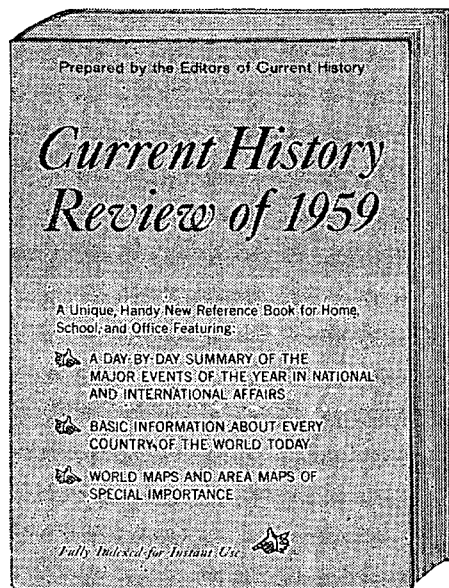 Prepared by the Editors of Current History
Current History
Review of 1959
A Unique, Handy New Reference Book for Home,
School, and Office Featuring:
A DAY-BY-DAY SUMMARY OF THE
MAJOR EVENTS OF THE YEAR IN NATIONAL
AND INTERNATIONAL AFFAIRS
BASIC INFORMATION ABOUT EVERY
COUNTRY OF THE WORLD TODAY
WORLD MAPS AND AREA MAPS OF
SPECIAL IMPORTANCE
Fully Indexed for Instant Use